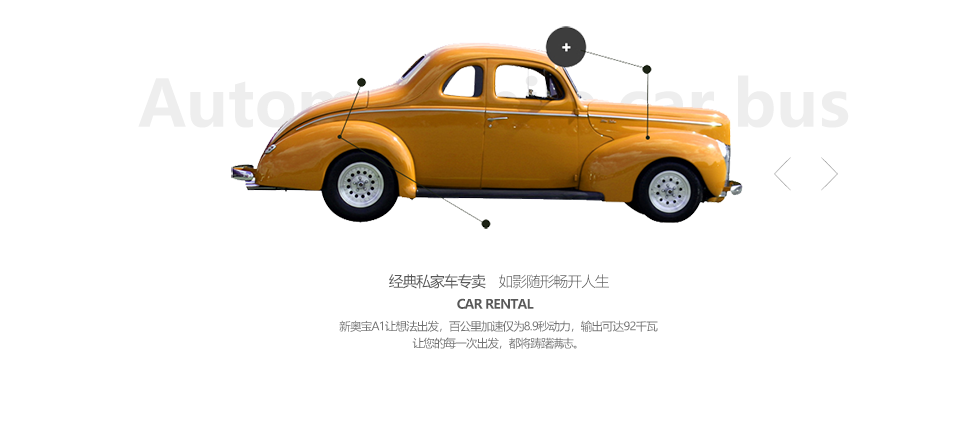 car bus
经典私家车专卖 如影随形畅开人生
CAR RENTAL
新奥宝A1让想法出发，百公里加速仅为8.9秒动力，输出可达92千瓦
让您的每一次出发，都将踌躇满志。